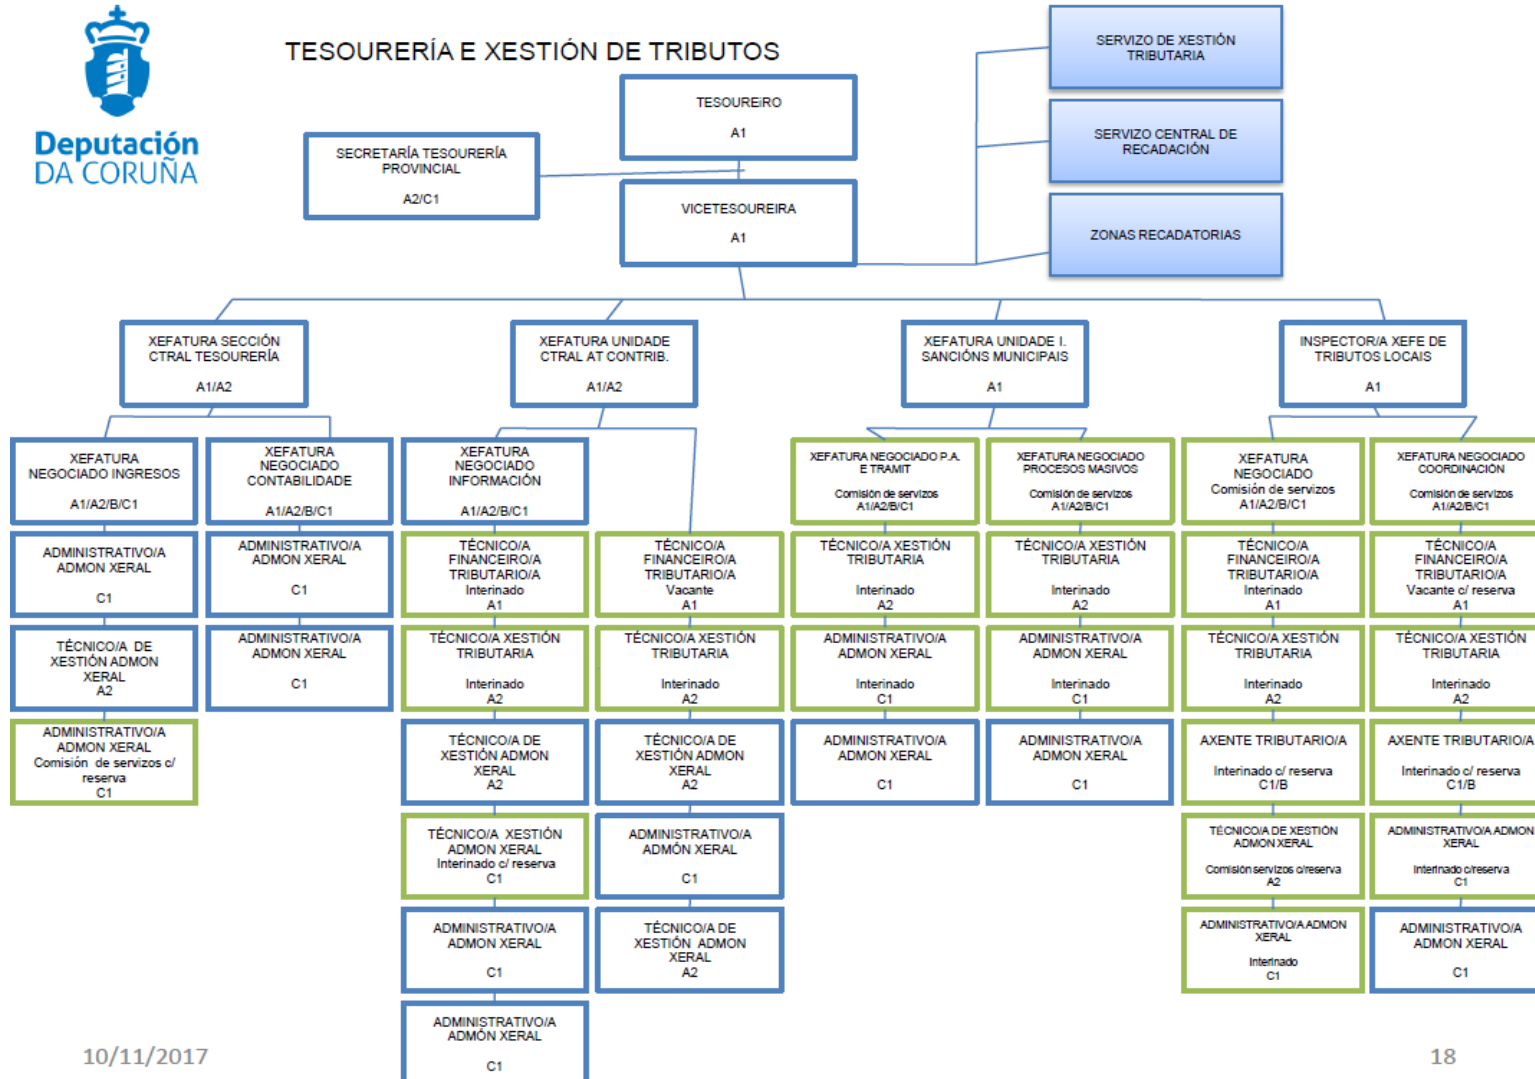 Deputación
DA CORUÑA
TESOURERÍA E XESTIÓN DE TRIBUTOS
TESOUREIRO
A1
SECRETARÍA TESOURERÍA
PROVINCIAL
A2/C1
VICETESOUREIRA
A1
SERVIZO DE XESTIÓN
TRIBUTARIA
SERVIZO CENTRAL DE
RECADACIÓN
ZONAS RECADATORIAS
XEFATURA SECCIÓN
CTRAL TESOURERÍA
A1/A2
XEFATURA UNIDADE
CTRAL AT CONTRIB.
A1/A2
XEFATURA UNIDADE I.
SANCIÓNS MUNICIPAIS
A1
INSPECTOR/A XEFE DE
TRIBUTOS LOCAIS
A1
XEFATURA
NEGOCIADO INGRESOS
A1/A2/B/C1
ADMINISTRATIVO/A
ADMON XERAL
C1
TÉCNICO/A DE
XESTIÓN ADMON
XERAL
A2
ADMINISTRATIVO/A
ADMON XERAL
Comisión de servizos c/
reserva
C1
XEFATURA
NEGOCIADO
CONTABILIDADE
A1/A2/B/C1
ADMINISTRATIVO/A
ADMON XERAL
C1
ADMINISTRATIVO/A
ADMON XERAL
C1
XEFATURA
NEGOCIADO
INFORMACIÓN
A1/A2/B/C1
TÉCNICO/A
FINANCEIRO/A
TRIBUTARIO/A
Interinado
A1
TÉCNICO/A XESTIÓN
TRIBUTARIA
Interinado
A2
TÉCNICO/A DE
XESTIÓN ADMON
XERAL
A2
TÉCNICO/A XESTIÓN
ADMON XERAL
Interinado c/ reserva
C1
ADMINISTRATIVO/A
ADMON XERAL
C1
ADMINISTRATIVO/A
ADMÓN XERAL
C1
TÉCNICO/A
FINANCEIRO/A
TRIBUTARIO/A
Vacante
A1
TÉCNICO/A XESTIÓN
TRIBUTARIA
Interinado
A2
TÉCNICO/A DE
XESTIÓN ADMON
XERAL
A2
ADMINISTRATIVO/A
ADMÓN XERAL
C1
TÉCNICO/A DE
XESTIÓN ADMON
XERAL
A2
XEFATURA NEGOCIADO P.A.
E TRAMIT
Comisión de servizos
A1/A2/B/C1
TÉCNICO/A XESTIÓN
TRIBUTARIA
Interinado
A2
ADMINISTRATIVO/A
ADMON XERAL
Interinado
C1
ADMINISTRATIVO/A
ADMON XERAL
C1
XEFATURA NEGOCIADO
PROCESOS MASIVOS
Comisión de servizos
A1/A2/B/C1
TÉCNICO/A XESTIÓN
TRIBUTARIA
Interinado
A2
ADMINISTRATIVO/A
ADMON XERAL
Interinado
C1
ADMINISTRATIVO/A
ADMON XERAL
C1
XEFATURA
NEGOCIADO
Comisión de servizos
A1/A2/B/C1
TÉCNICO/A
FINANCEIRO/A
TRIBUTARIO/A
Interinado
A1
TÉCNICO/A XESTIÓN
TRIBUTARIA
Interinado
A2
AXENTE TRIBUTARIO/A
Interinado c/ reserva
C1/B
TÉCNICO/A DE XESTIÓN
ADMON XERAL
Comisión servizos c/reserva
A2
ADMINISTRATIVO/A ADMON
XERAL
Interinado
C1
XEFATURA NEGOCIADO
COORDINACIÓN
Comisión de servizos
A1/A2/B/C1
TÉCNICO/A
FINANCEIRO/A
TRIBUTARIO/A
Vacante c/ reserva
A1
TÉCNICO/A XESTIÓN
TRIBUTARIA
Interinado
A2
AXENTE TRIBUTARIO/A
Interinado c/ reserva
C1/B
ADMINISTRATIVO/A ADMON
XERAL
Interinado c/reserva
C1
ADMINISTRATIVO/A
ADMON XERAL
C1
10/11/2017
18